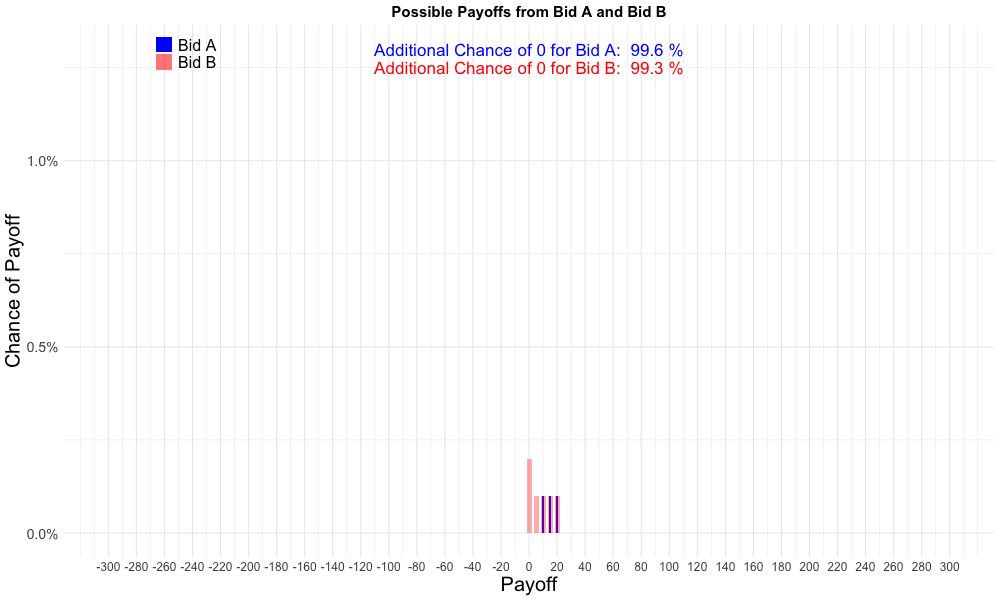 Possible Payoffs from Bid A and Bid B
Bid A
Bid B
Additional Chance of 0 for Bid A:  99.6 %
Additional Chance of 0 for Bid B:  99.3 %
Chance of Payoff
1.0%
0.5%
0.0%
-300 -280 -260 -240 -220 -200 -180 -160 -140 -120 -100 -80 -60 -40 -20 0 20 40 60 80 100 120 140 160 180 200 220 240 260 280 300
Payoff